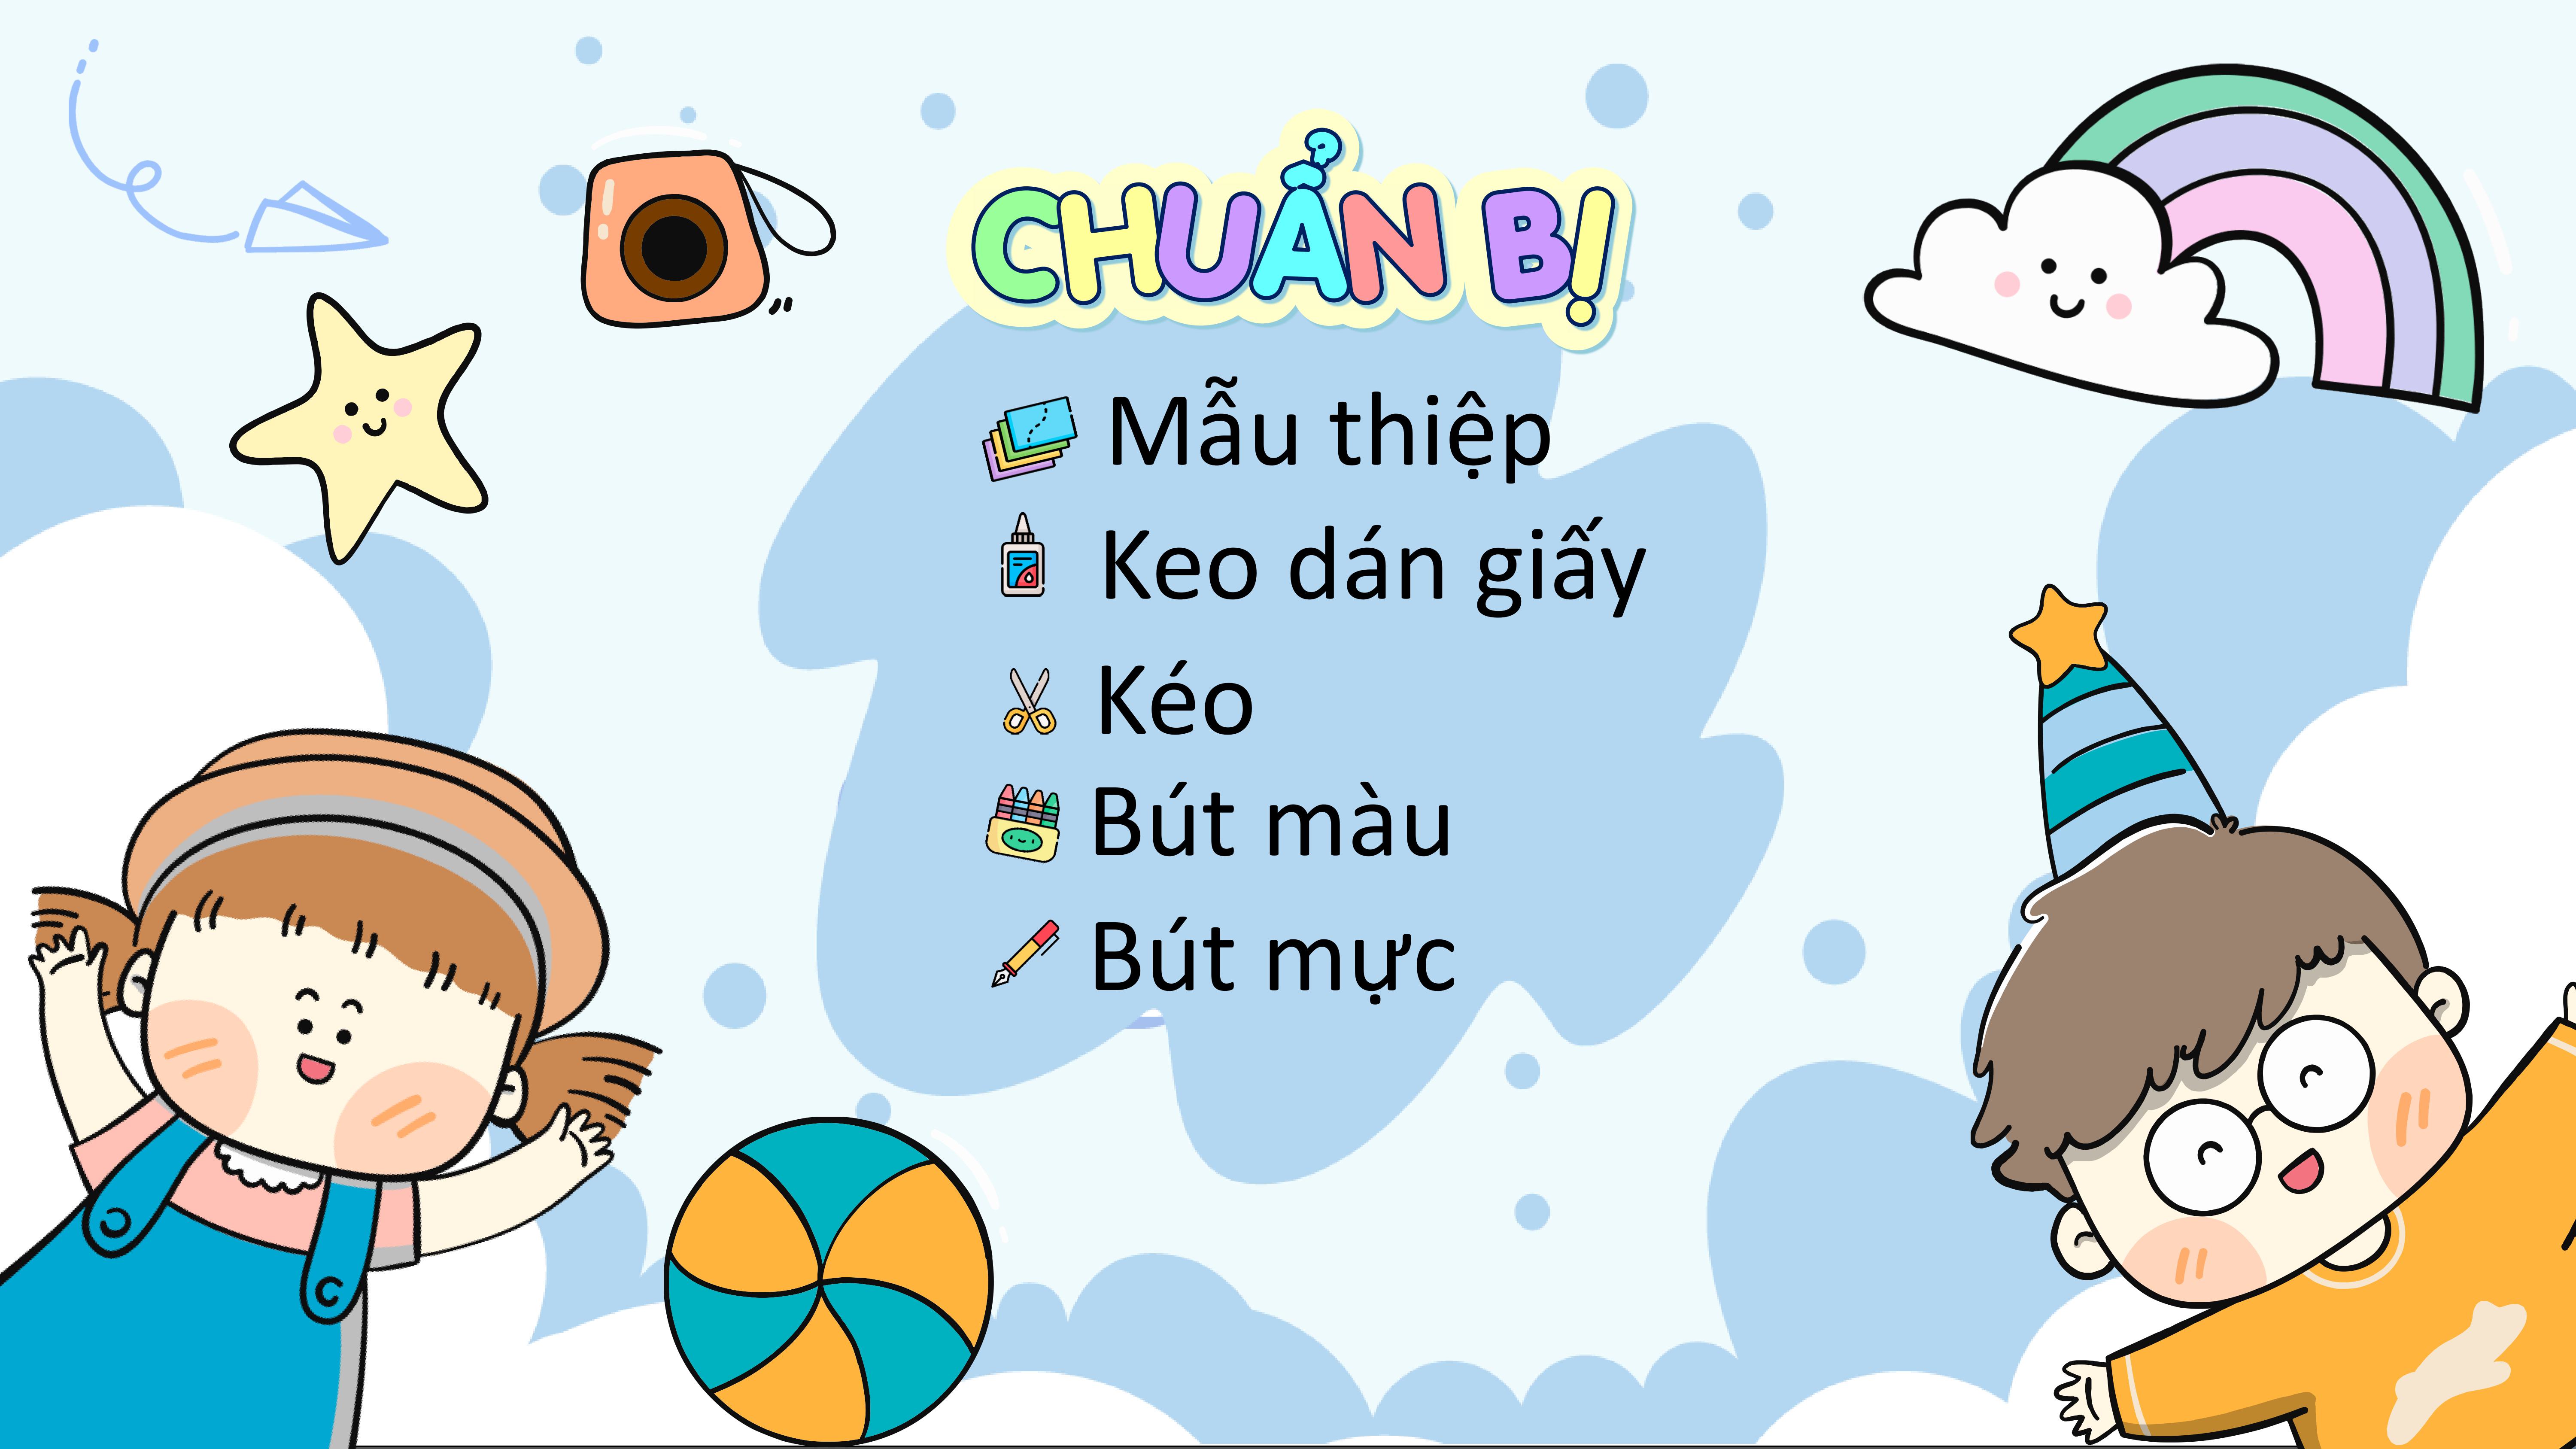 CHUẨN BỊ
Mẫu thiệp
Keo dán giấy
Kéo
Bút màu
Bút mực